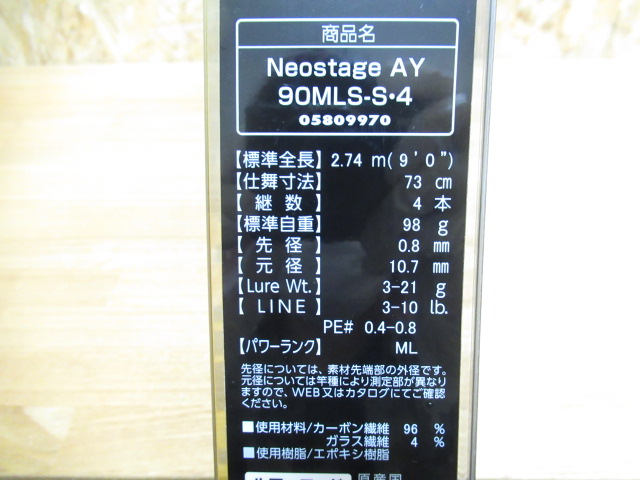 商品名
Neostage AY
90MLS-S・4
05809970
【標準全長】 2.74 m(9'0")
【仕舞寸法】 73 cm
【継数】 4 本
【標準自重】 98 g
【先径】 0.8 mm
【元径】 10.7 mm
【Lure Wt.】 3-21 g
【LINE】 3-10 lb.
PE# 0.4-0.8
【パワーランク】 ML
先径については、素材先端部の外径です。
元径については竿種により測定部が異なり
ますので、WEB又はカタログにてご確認
ください。
■使用材料/カーボン繊維 96 %
ガラス繊維 4 %
■使用樹脂/エポキシ樹脂
原産国